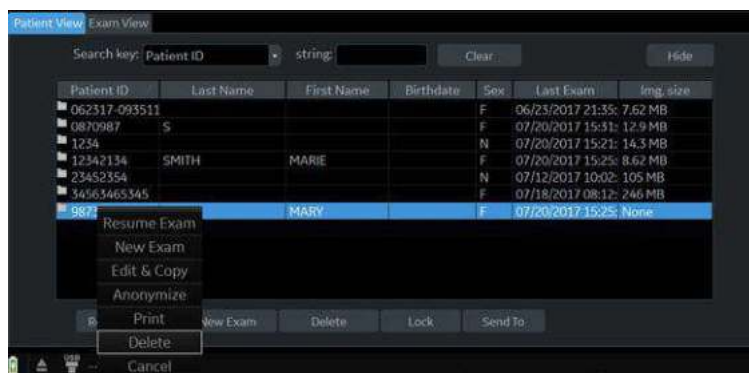 Patient View Exam View
Search key: Patient ID string: Clear Hide
Patient ID Last Name First Name Birthdate Sex Last Exam Img. size
062317-093511 F 06/23/2017 21:35: 7.62 MB
0870987 S F 07/20/2017 15:31: 12.9 MB
1234 N 07/20/2017 15:21: 14.3 MB
12342134 SMITH MARIE F 07/20/2017 15:25: 8.62 MB
23452354 N 07/12/2017 10:02: 105 MB
34563465345 F 07/18/2017 08:12: 246 MB
987 MARY F 07/20/2017 15:25: None
Resume Exam
New Exam
Edit & Copy
Anonymize
Print
Delete
Cancel
R New Exam Delete Lock Send To
USB